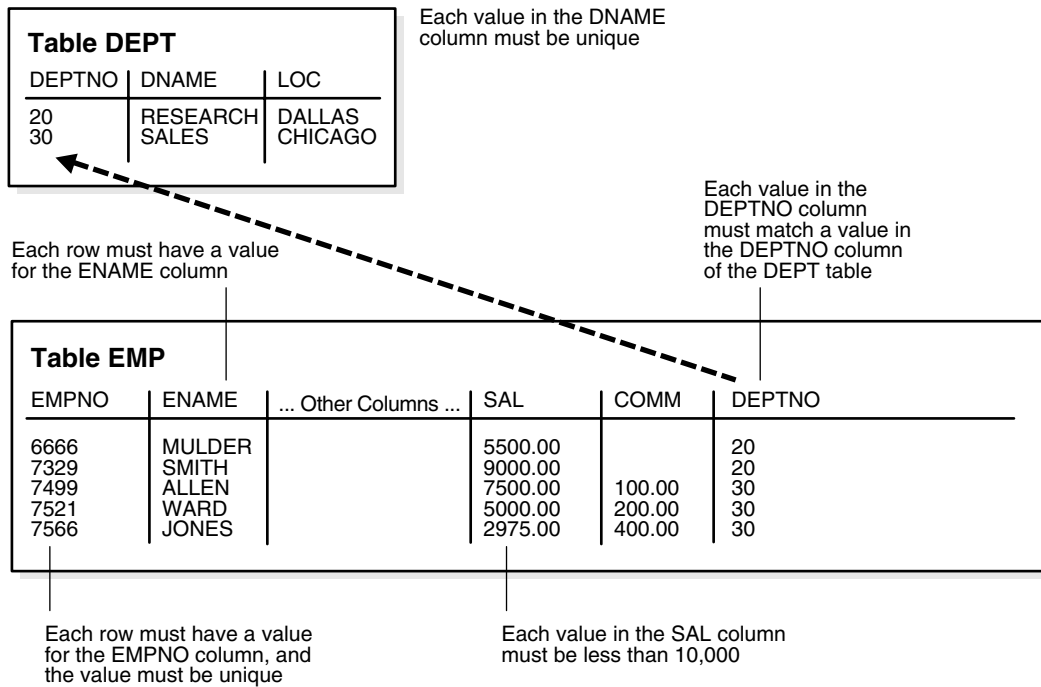 Each value in the DNAME
column must be unique
Table DEPT
DEPTNO DNAME LOC
20 RESEARCH DALLAS
30 SALES CHICAGO
Each value in the
DEPTNO column
must match a value in
the DEPTNO column
of the DEPT table
Each row must have a value
for the ENAME column
Table EMP
EMPNO ENAME ... Other Columns ... SAL COMM DEPTNO
6666 MULDER 5500.00 20
7329 SMITH 9000.00 20
7499 ALLEN 7500.00 100.00 30
7521 WARD 5000.00 200.00 30
7566 JONES 2975.00 400.00 30
Each row must have a value
for the EMPNO column, and
the value must be unique
Each value in the SAL column
must be less than 10,000